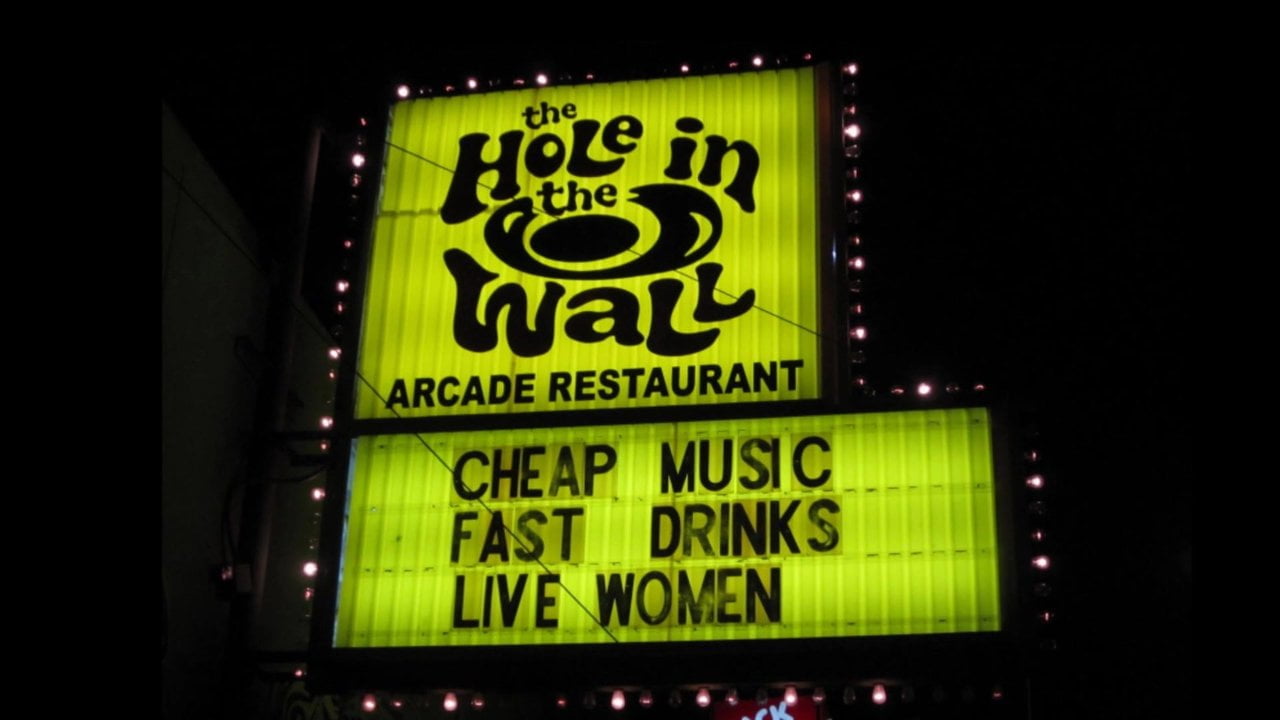 the
HOLE in
the
WALL
ARCADE RESTAURANT
CHEAP MUSIC
FAST DRINKS
LIVE WOMEN